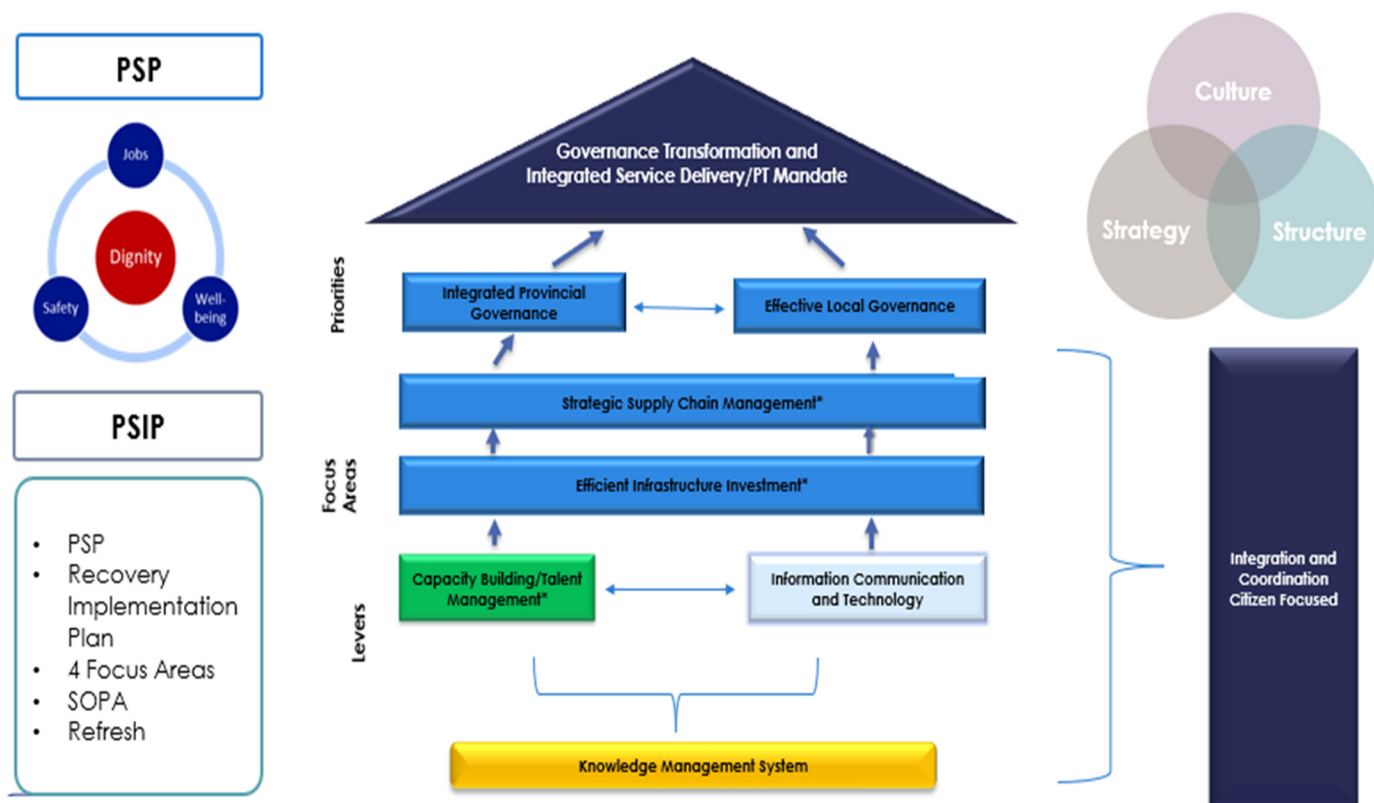 PSP
Jobs
Dignity
Safety
Well-
being
PSIP
• PSP
• Recovery
Implementation
Plan
• 4 Focus Areas
• SOPA
• Refresh
Governance Transformation and
Integrated Service Delivery/PT Mandate
Priorities
Integrated Provincial
Governance
Effective Local Governance
Strategic Supply Chain Management*
Focus
Areas
Efficient Infrastructure Investment*
Levers
Capacity Building/Talent
Management*
Information Communication
and Technology
Knowledge Management System
Culture
Strategy
Structure
Integration and
Coordination
Citizen Focused